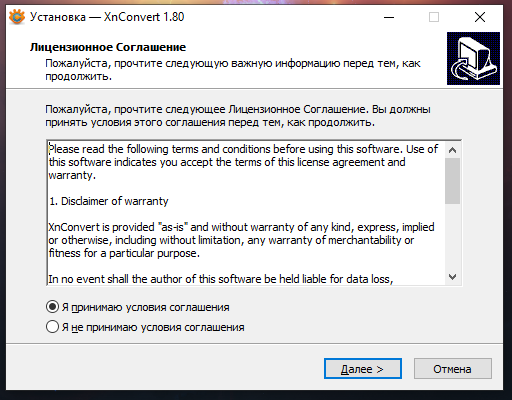 Установка — XnConvert 1.80
Лицензионное Соглашение
Пожалуйста, прочтите следующую важную информацию перед тем, как
продолжить.
Пожалуйста, прочтите следующее Лицензионное Соглашение. Вы должны
принять условия этого соглашения перед тем, как продолжить.
Please read the following terms and conditions before using this software. Use of
this software indicates you accept the terms of this license agreement and
warranty.
1. Disclaimer of warranty
XnConvert is provided "as-is" and without warranty of any kind, express, implied
or otherwise, including without limitation, any warranty of merchantability or
fitness for a particular purpose.
In no event shall the author of this software be held liable for data loss,
Я принимаю условия соглашения
Я не принимаю условия соглашения
Далее >
Отмена